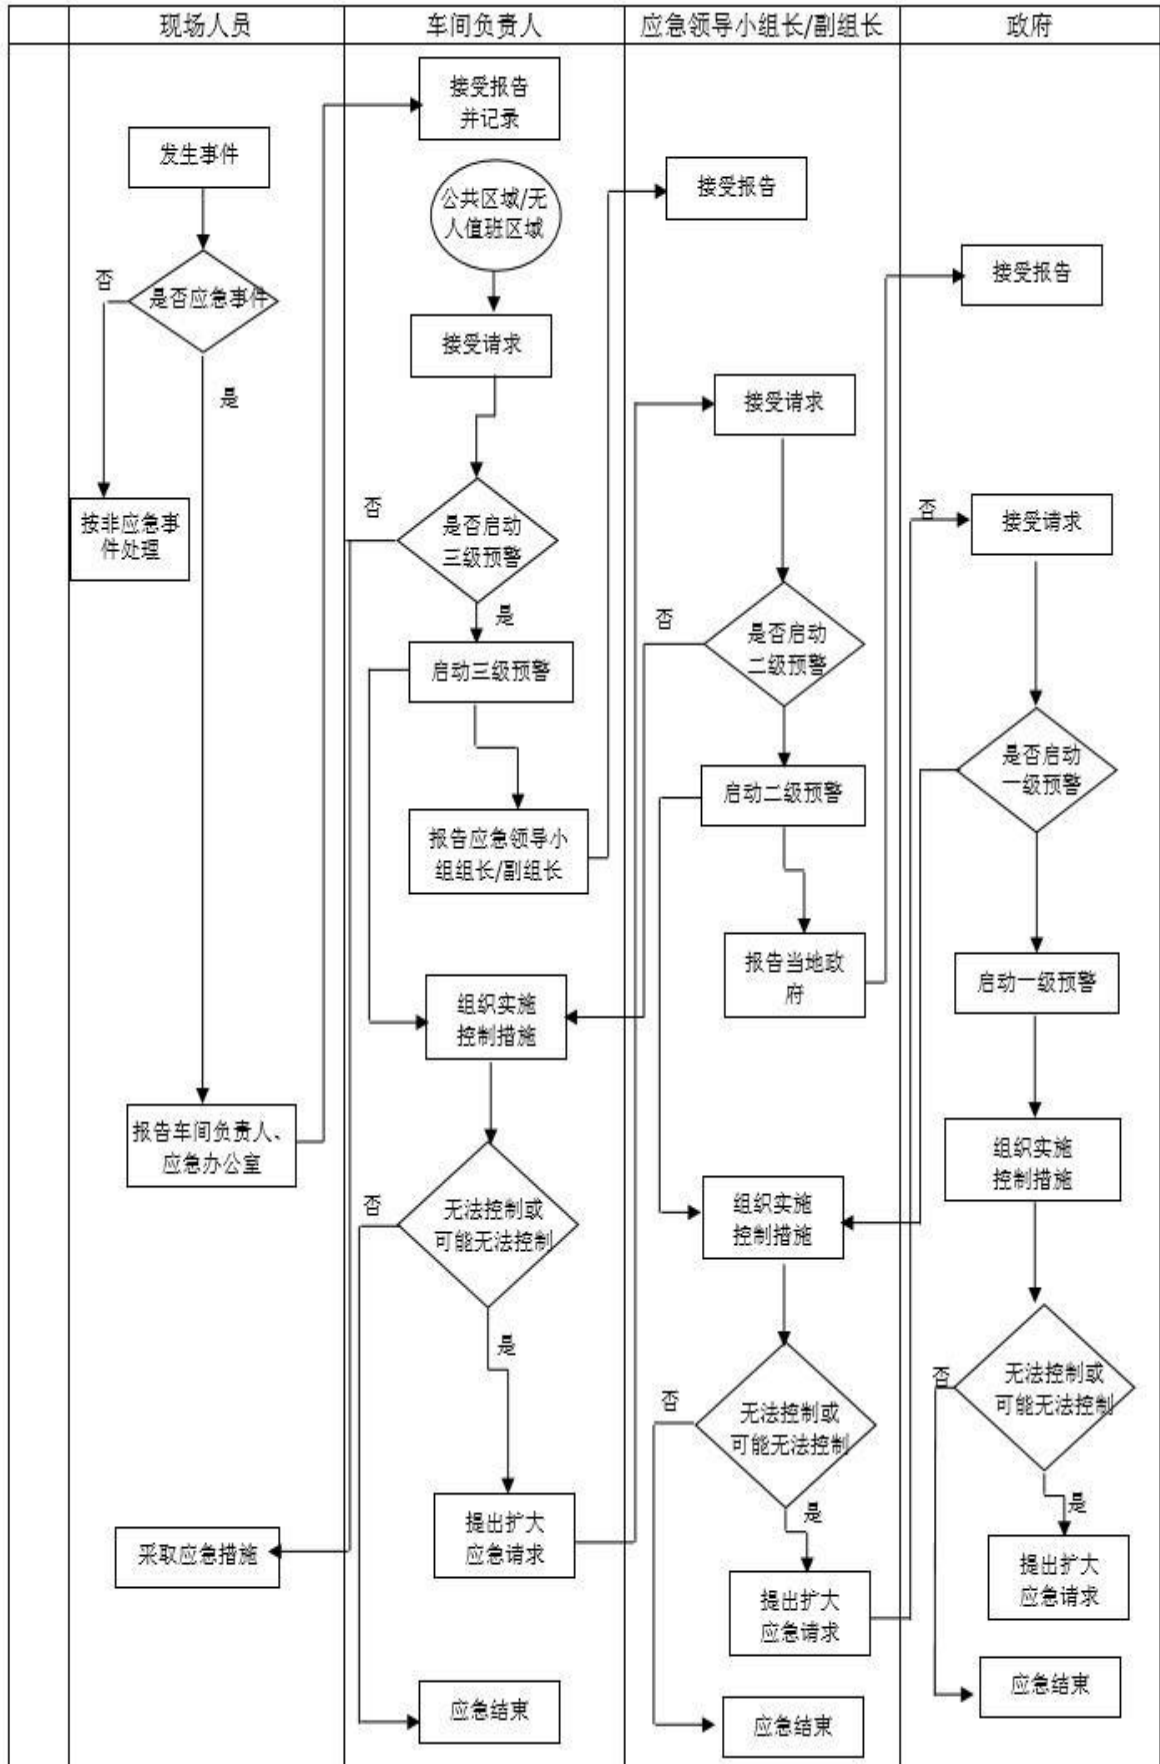 现场人员
车间负责人
应急领导小组长/副组长
政府
发生事件
是否应急事件
否
是
按非应急事
件处理
报告车间负责人、
应急办公室
采取应急措施
接受报告
并记录
公共区域/无
人值班区域
接受请求
是否启动
三级预警
否
是
启动三级预警
报告应急领导小
组组长/副组长
组织实施
控制措施
无法控制或
可能无法控制
否
是
提出扩大
应急请求
应急结束
接受报告
接受请求
是否启动
二级预警
否
启动二级预警
报告当地政
府
组织实施
控制措施
无法控制或
可能无法控制
否
是
提出扩大
应急请求
应急结束
接受报告
否
接受请求
是否启动
一级预警
启动一级预警
组织实施
控制措施
无法控制或
可能无法控制
否
是
提出扩大
应急请求
应急结束